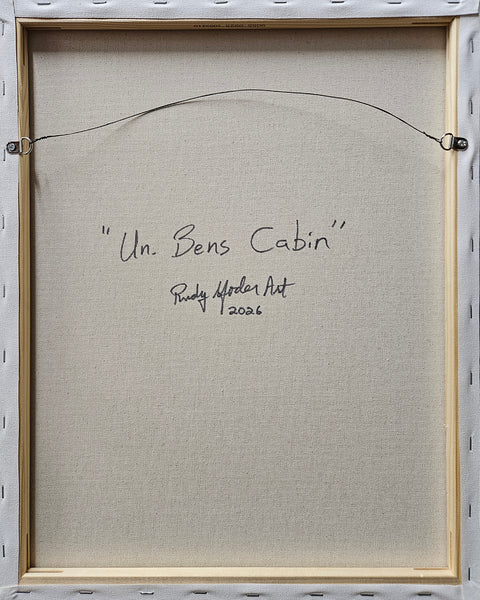 "Un. Bens Cabin"
Rudy Yoder Art
2026